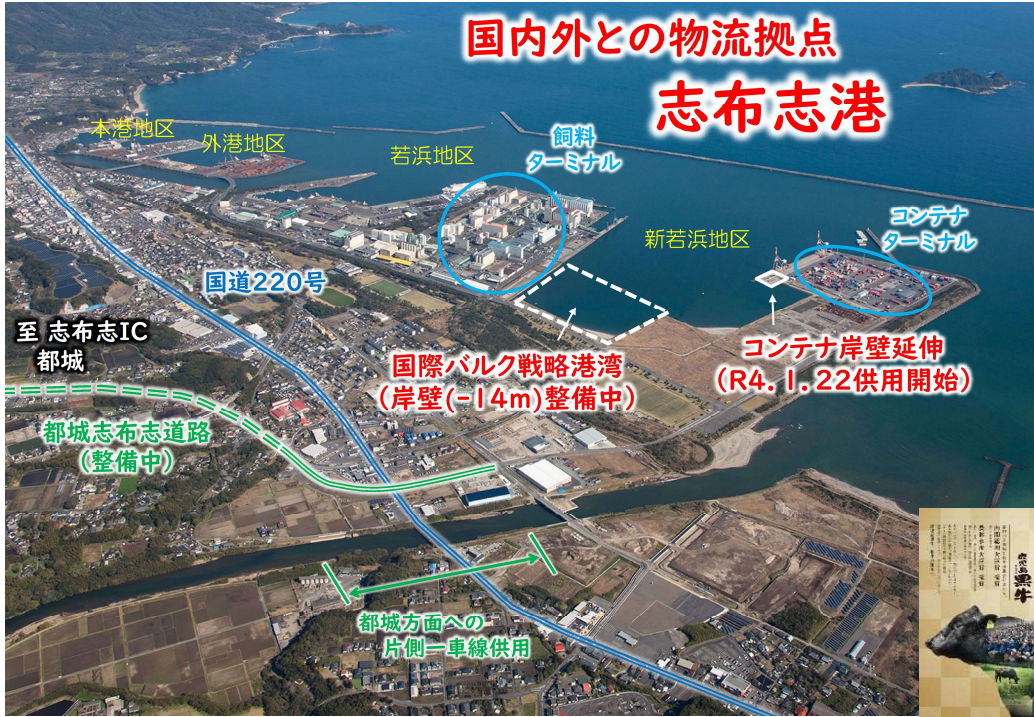 国内外との物流拠点
志布志港
本港地区
外港地区
若浜地区
飼料
ターミナル
新若浜地区
コンテナ
ターミナル
国道220号
至 志布志IC
都城
国際バルク戦略港湾
(岸壁(-14m)整備中)
コンテナ岸壁延伸
(R4.1.22供用開始)
都城志布志道路
(整備中)
都城方面への
片側一車線供用
鹿児島
黒牛